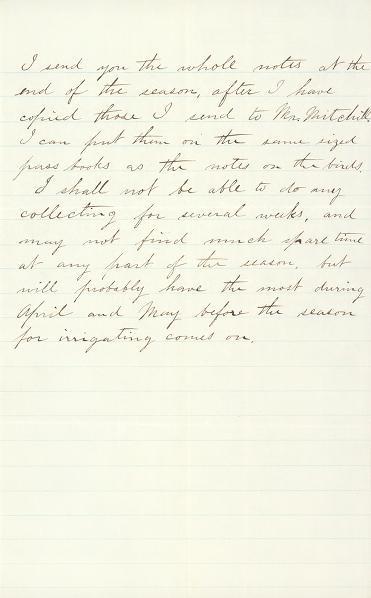 I send you the whole notes at the
end of the season, after I have
copied those I send to Mr. Mitchill.
I can put them on the same sized
pass books as the notes on the birds.
I shall not be able to do any
collecting for several weeks, and
may not find much spare time
at any part of the season, but
will probably have the most during
April and May before the season
for irrigating comes on.